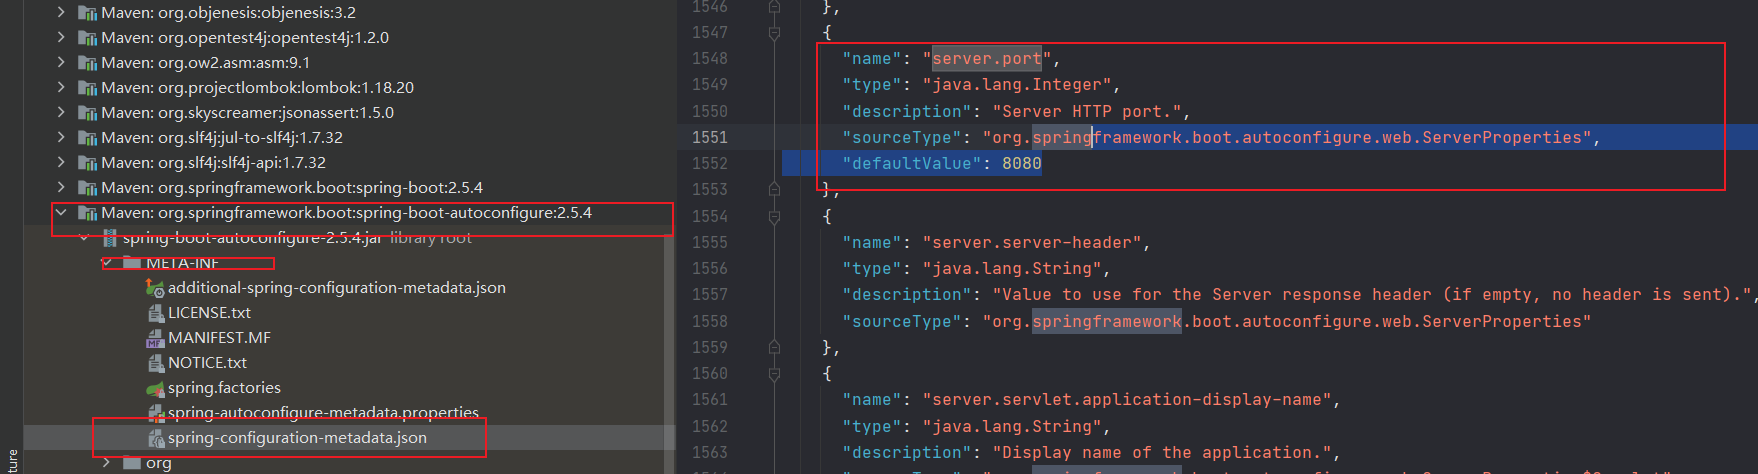 Maven: org.objenesis:objenesis:3.2
Maven: org.opentest4j:opentest4j:1.2.0
Maven: org.ow2.asm:asm:9.1
Maven: org.projectlombok:lombok:1.18.20
Maven: org.skyscreamer:jsonassert:1.5.0
Maven: org.slf4j:jul-to-slf4j:1.7.32
Maven: org.slf4j:slf4j-api:1.7.32
Maven: org.springframework.boot:spring-boot:2.5.4
Maven: org.springframework.boot:spring-boot-autoconfigure:2.5.4
spring-boot-autoconfigure-2.5.4.jar library root
META-INF
additional-spring-configuration-metadata.json
LICENSE.txt
MF MANIFEST.MF
NOTICE.txt
spring.factories
spring-autoconfigure-metadata.properties
spring-configuration-metadata.json
org
ture
1546 },
1547 {
1548 "name": "server.port",
1549 "type": "java.lang.Integer",
1550 "description": "Server HTTP port.",
1551 "sourceType": "org.springframework.boot.autoconfigure.web.ServerProperties",
1552 "defaultValue": 8080
1553 },
1554 {
1555 "name": "server.server-header",
1556 "type": "java.lang.String",
1557 "description": "Value to use for the Server response header (if empty, no header is sent).",
1558 "sourceType": "org.springframework.boot.autoconfigure.web.ServerProperties"
1559 },
1560 {
1561 "name": "server.servlet.application-display-name",
1562 "type": "java.lang.String",
1563 "description": "Display name of the application.",